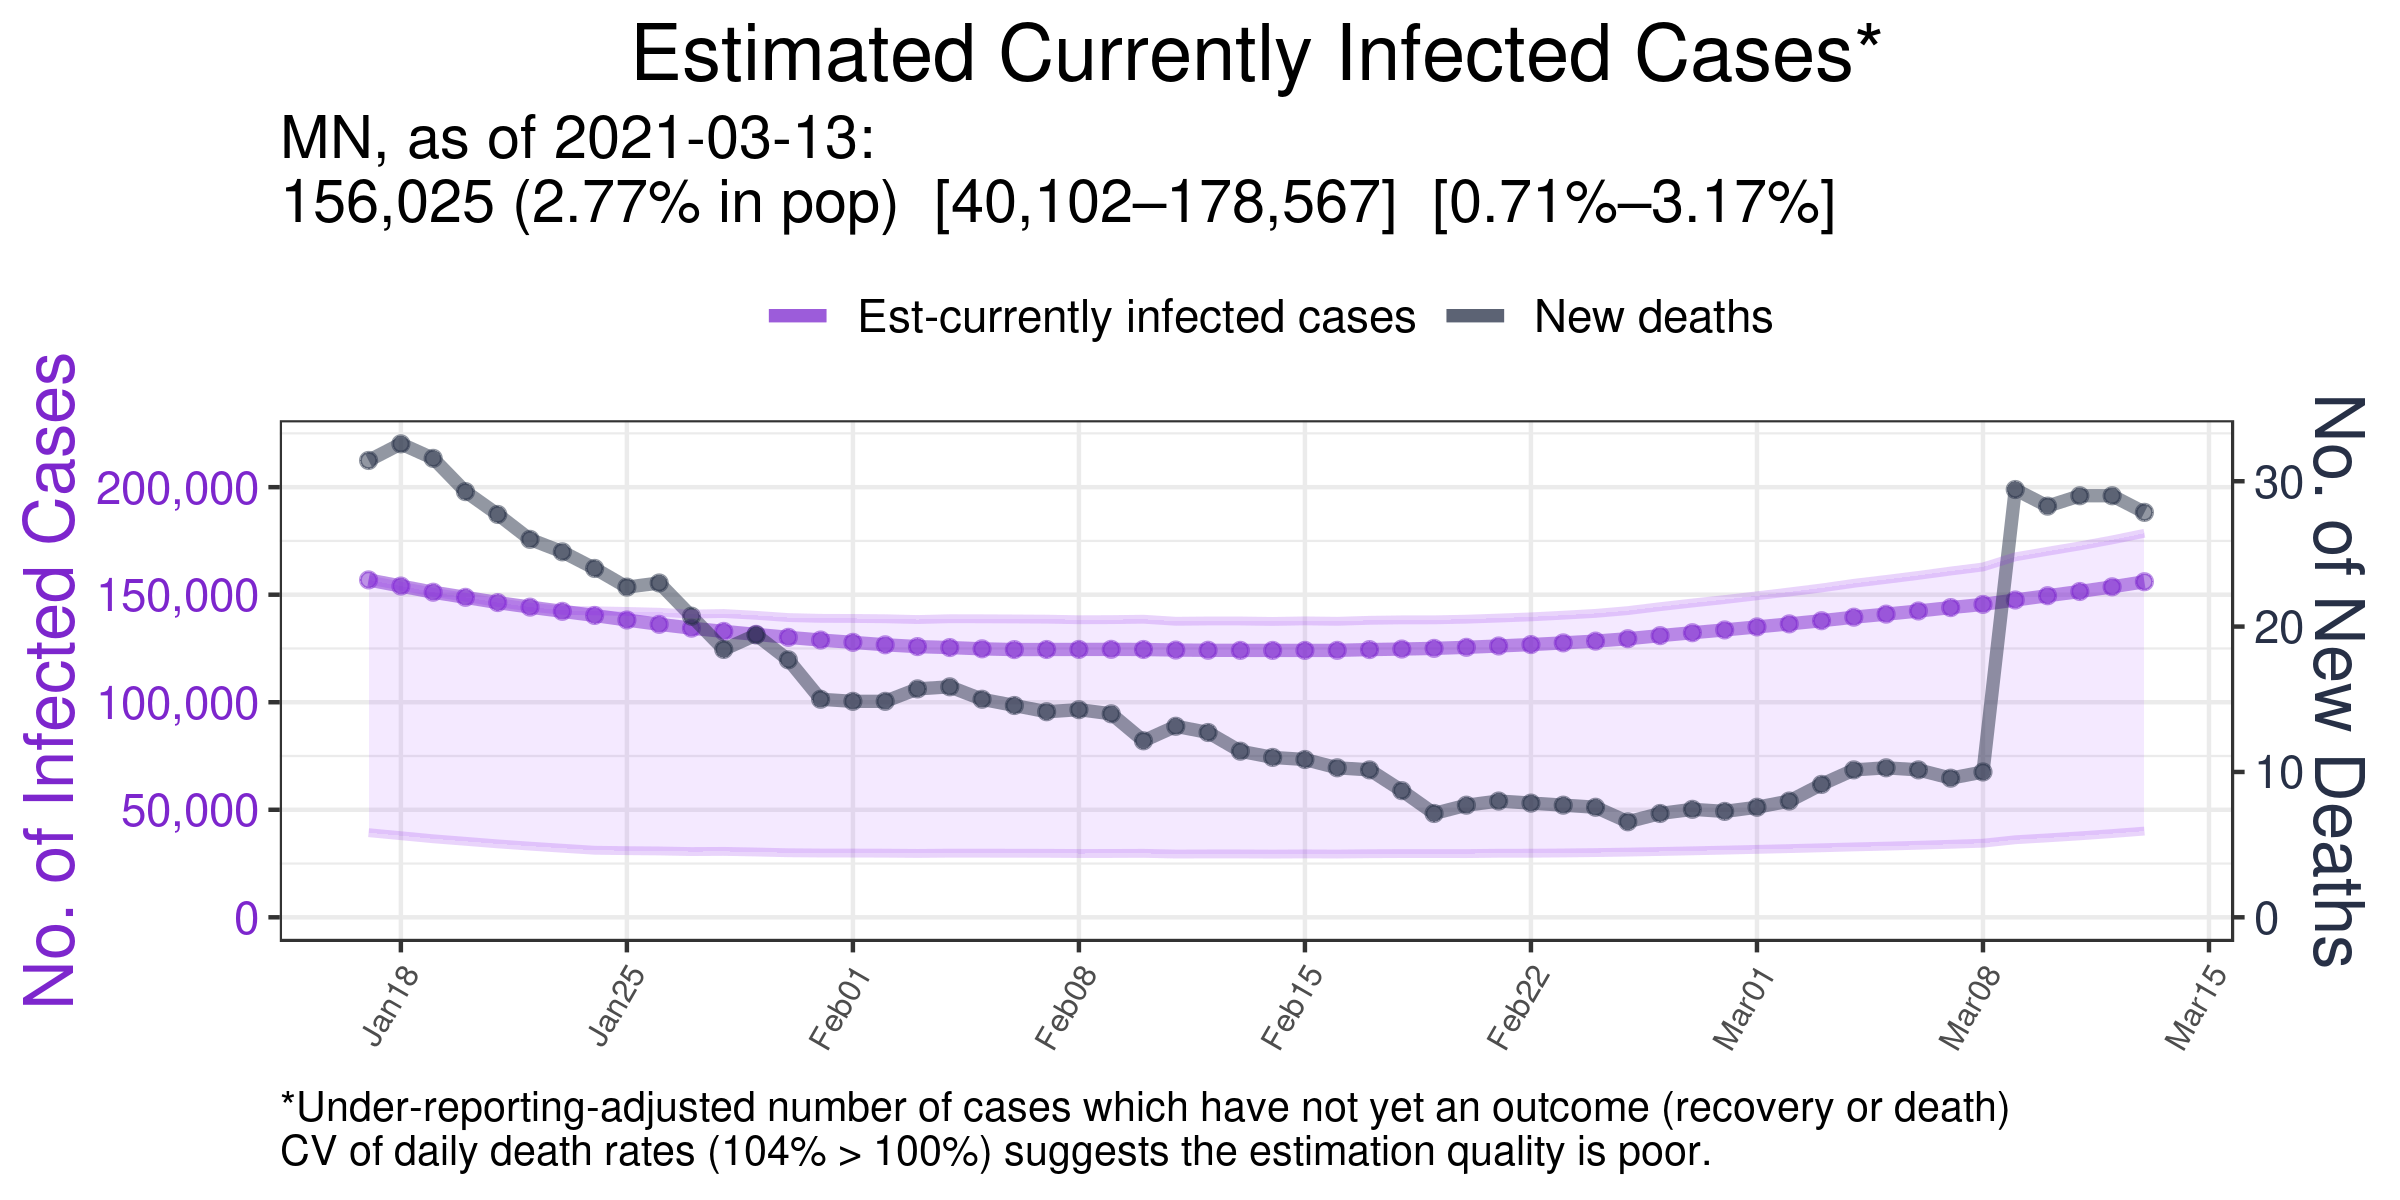 Estimated Currently Infected Cases*
MN, as of 2021-03-13:
156,025 (2.77% in pop)  [40,102–178,567]  [0.71%–3.17%]
Est-currently infected cases
New deaths
No. of Infected Cases
200,000
150,000
100,000
50,000
0
30
20
10
0
No. of New Deaths
Jan18
Jan25
Feb01
Feb08
Feb15
Feb22
Mar01
Mar08
Mar15
*Under-reporting-adjusted number of cases which have not yet an outcome (recovery or death)
CV of daily death rates (104% > 100%) suggests the estimation quality is poor.